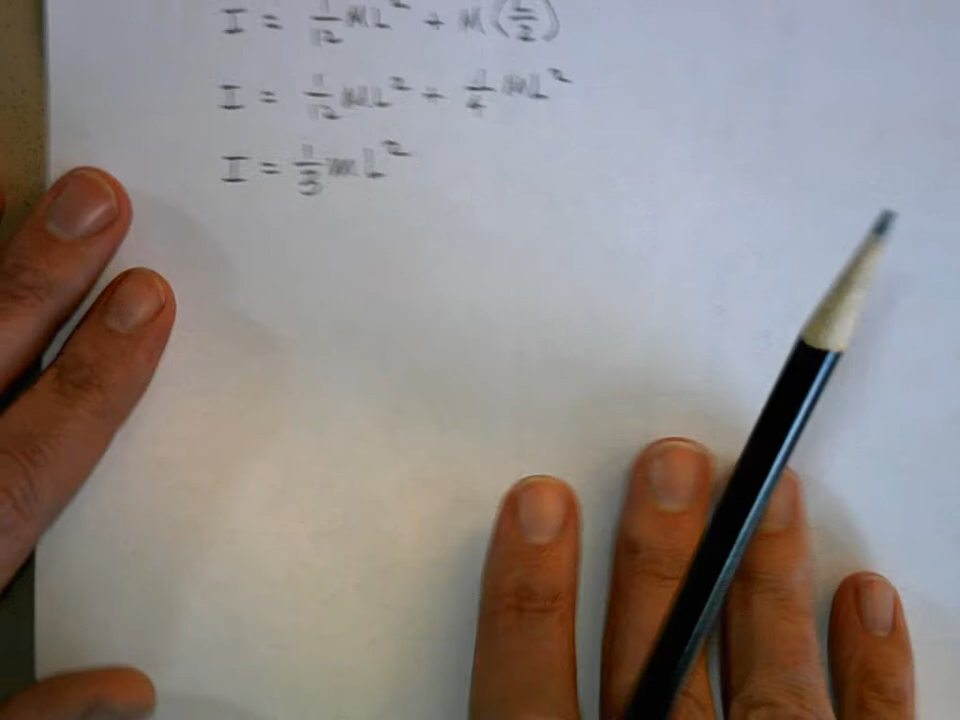 I = 1/12 ML² + M(L/2)
I = 1/12 ML² + 1/4 ML²
I = 1/3 ML²